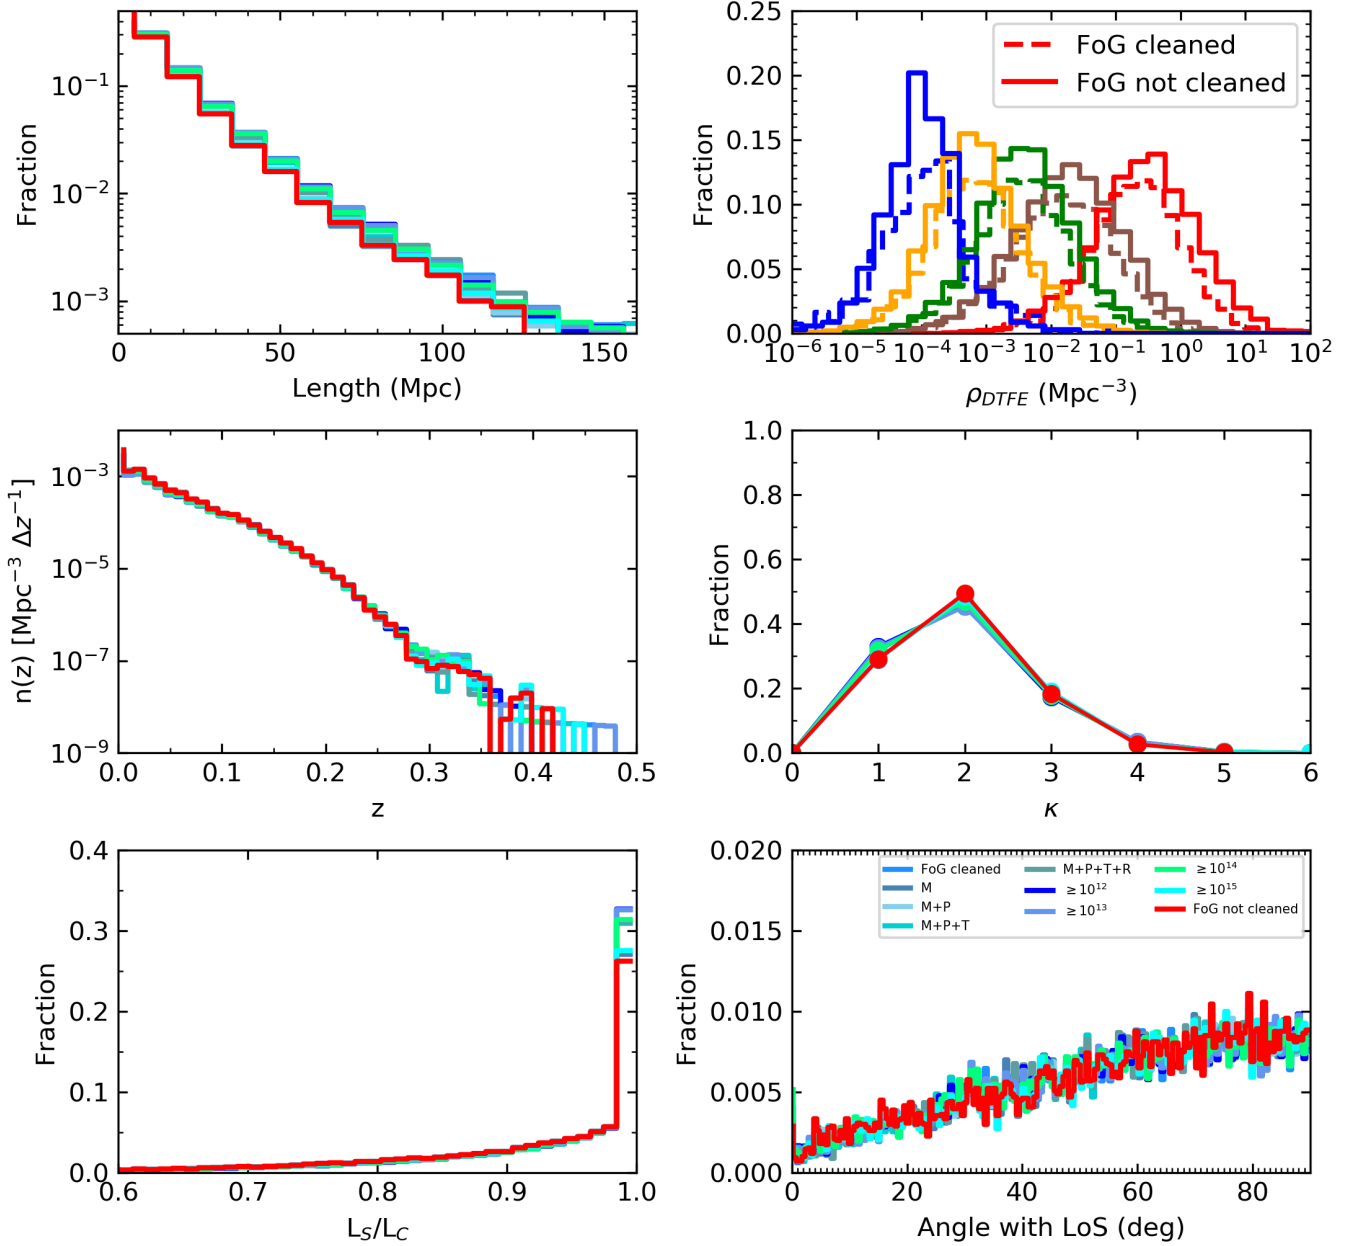 Fraction
10⁻¹
10⁻²
10⁻³
0 50 100 150
Length (Mpc)
Fraction
0.25
0.20
0.15
0.10
0.05
0.00
FoG cleaned
FoG not cleaned
10⁻⁶ 10⁻⁵ 10⁻⁴ 10⁻³ 10⁻² 10⁻¹ 10⁰ 10¹ 10²
ρ_DTFE (Mpc⁻³)
n(z) [Mpc⁻³ Δz⁻¹]
10⁻³
10⁻⁵
10⁻⁷
10⁻⁹
0.0 0.1 0.2 0.3 0.4 0.5
z
Fraction
1.0
0.8
0.6
0.4
0.2
0.0
0 1 2 3 4 5 6
κ
Fraction
0.4
0.3
0.2
0.1
0.0
0.6 0.7 0.8 0.9 1.0
L_S/L_C
Fraction
0.020
0.015
0.010
0.005
0.000
FoG cleaned
M
M+P
M+P+T
M+P+T+R
≥10¹²
≥10¹³
≥10¹⁴
≥10¹⁵
FoG not cleaned
0 20 40 60 80
Angle with LoS (deg)